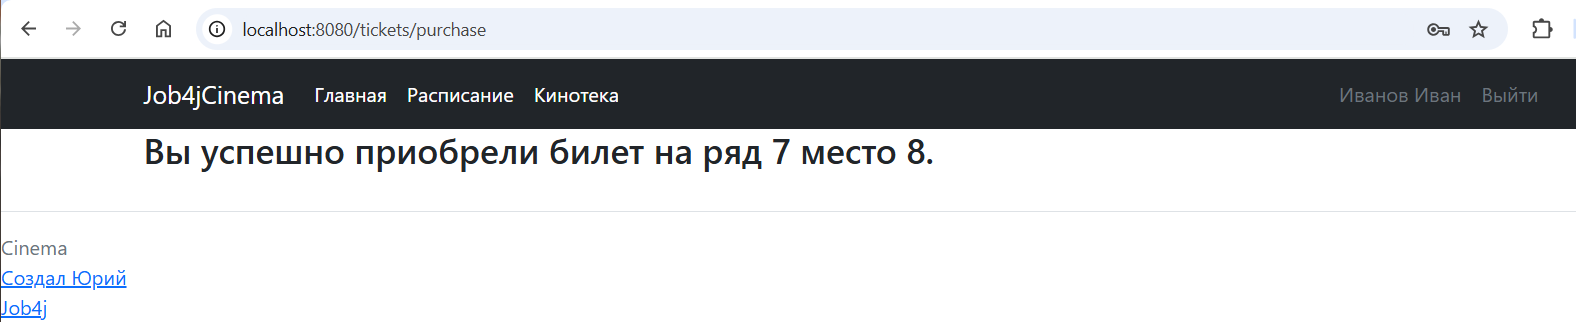 localhost:8080/tickets/purchase
Job4jCinema Главная Расписание Кинотека Иванов Иван Выйти
Вы успешно приобрели билет на ряд 7 место 8.
Cinema
Создал Юрий
Job4j